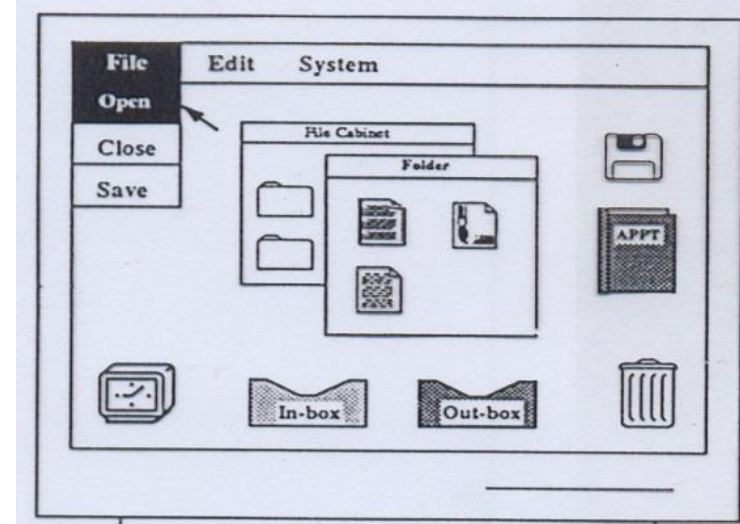 File Edit System
Open
Close
Save
File Cabinet
Folder
APPT
In-box
Out-box